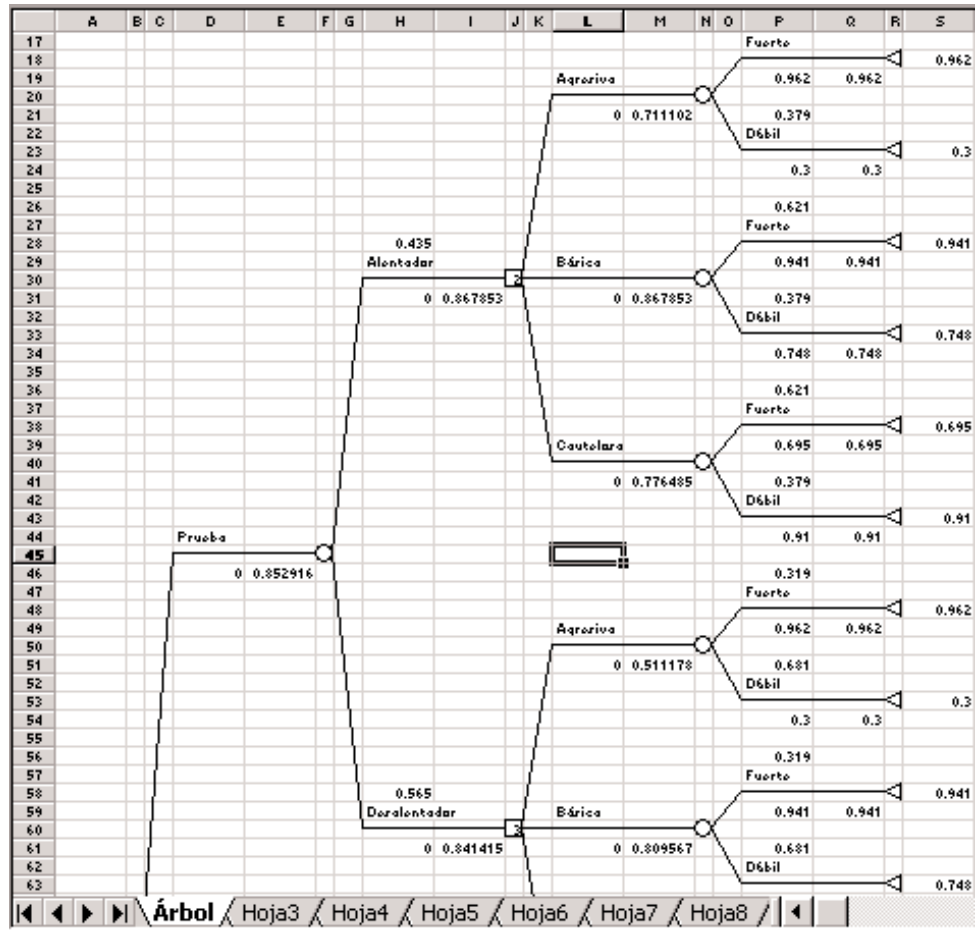 A B C D E F G H I J K L M N O P Q R S
17 Fuerte
18 0.962
19 Agresiva 0.962 0.962
20
21 0 0.711102 0.379
22 Débil
23 0.3
24 0.3 0.3
25
26 0.621
27 Fuerte
28 0.435 0.941
29 Alentador Básica 0.941 0.941
30 2
31 0 0.867853 0 0.867853 0.379
32 Débil
33 0.748
34 0.748 0.748
35
36 0.621
37 Fuerte
38 0.695
39 Cautelosa 0.695 0.695
40
41 0 0.776485 0.379
42 Débil
43 0.91
44 Prueba 0.91 0.91
45
46 0 0.852916 0.319
47 Fuerte
48 0.962
49 Agresiva 0.962 0.962
50
51 0 0.511178 0.681
52 Débil
53 0.3
54 0.3 0.3
55
56 0.319
57 Fuerte
58 0.565 0.941
59 Desalentador Básica 0.941 0.941
60 3
61 0 0.841415 0 0.809567 0.681
62 Débil
63 0.748
Árbol Hoja3 Hoja4 Hoja5 Hoja6 Hoja7 Hoja8